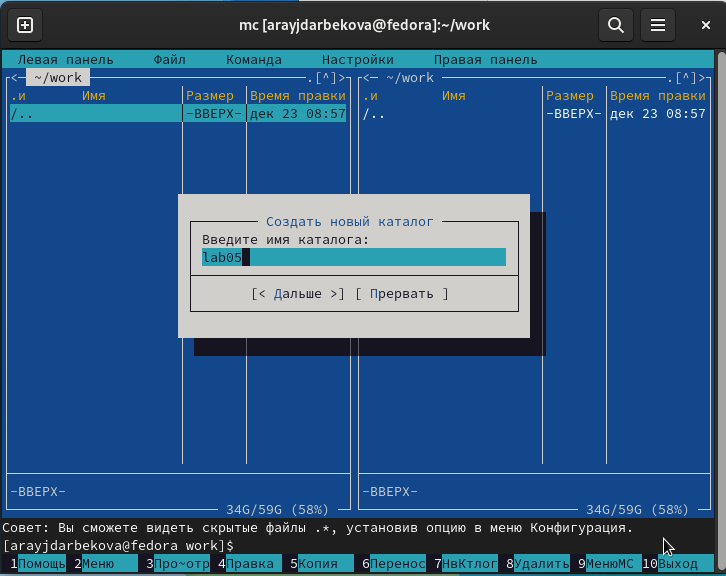 mc [arayjdarbekova@fedora]:~/work
Левая панель Файл Команда Настройки Правая панель
<─ ~/work .[^]> <─ ~/work .[^]>
.и Имя Размер Время правки .и Имя Размер Время правки
/.. -ВВЕРХ- дек 23 08:57 /.. -ВВЕРХ- дек 23 08:57
Создать новый каталог
Введите имя каталога:
lab05
[< Дальше >] [ Прервать ]
-ВВЕРХ- -ВВЕРХ-
34G/59G (58%) 34G/59G (58%)
Совет: Вы сможете видеть скрытые файлы .*, установив опцию в меню Конфигурация.
[arayjdarbekova@fedora work]$
1Помощь 2Меню 3Про~отр 4Правка 5Копия 6Перенос 7НвКтлог 8Удалить 9МенюМС 10Выход